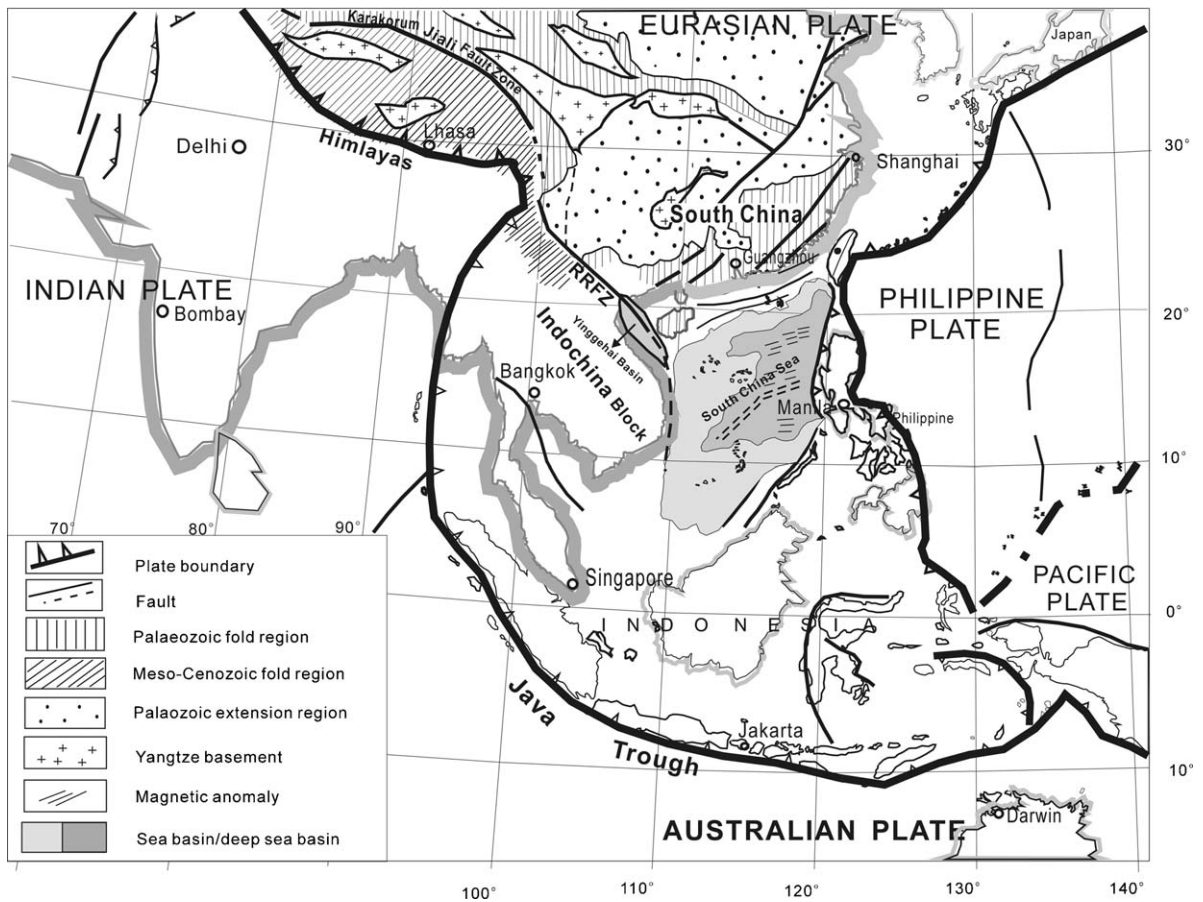 EURASIAN PLATE
Japan
Karakorum Jiali Fault Zone
Delhi
Himlayas
Lhasa
Shanghai
30°
South China
Guangzhou
INDIAN PLATE
Bombay
RRFZ
Yinggehai Basin
Indochina Block
PHILIPPINE
PLATE
20°
Bangkok
South China Sea
Manila
Philippine
10°
70°
80°
90°
Plate boundary
Fault
Palaeozoic fold region
Meso-Cenozoic fold region
Palaozoic extension region
Yangtze basement
Magnetic anomaly
Sea basin/deep sea basin
Singapore
PACIFIC
PLATE
0°
INDONESIA
Java
Trough
Jakarta
10°
AUSTRALIAN PLATE
Darwin
100°
110°
120°
130°
140°